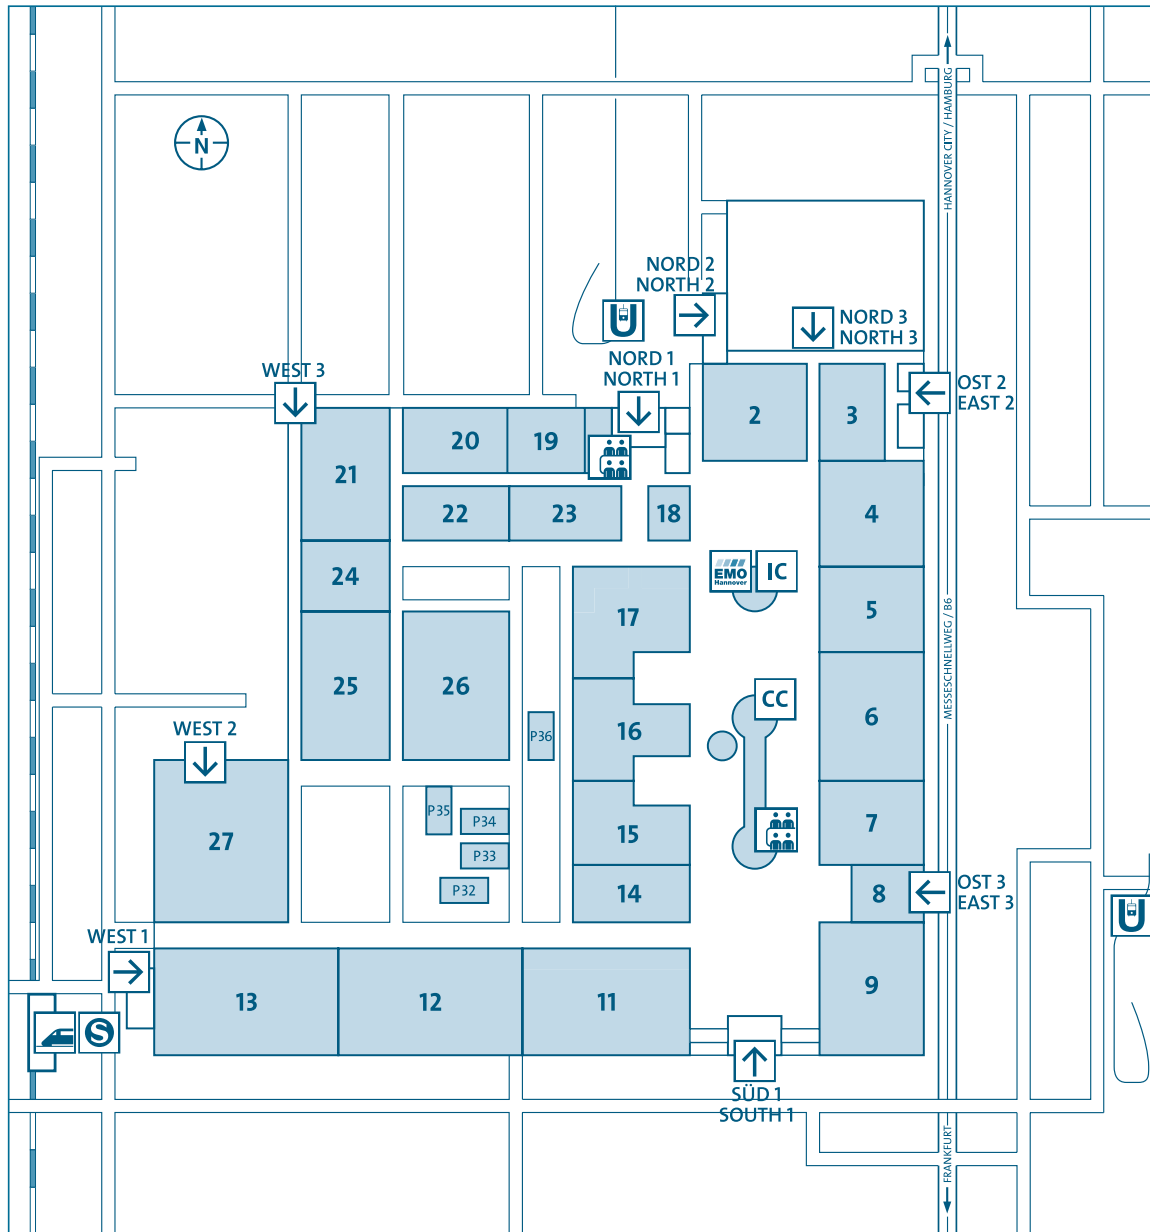 HANNOVER CITY / HAMBURG
N
NORD 2
NORTH 2
NORD 3
NORTH 3
U
NORD 1
NORTH 1
WEST 3
OST 2
EAST 2
2
3
20
19
21
22
23
18
4
EMO
Hannover
IC
24
17
5
MESSESCHNELLWEG / B6
25
26
CC
6
WEST 2
P36
16
27
P35
P34
P33
P32
15
7
14
8
OST 3
EAST 3
U
WEST 1
13
12
11
9
S
SÜD 1
SOUTH 1
FRANKFURT